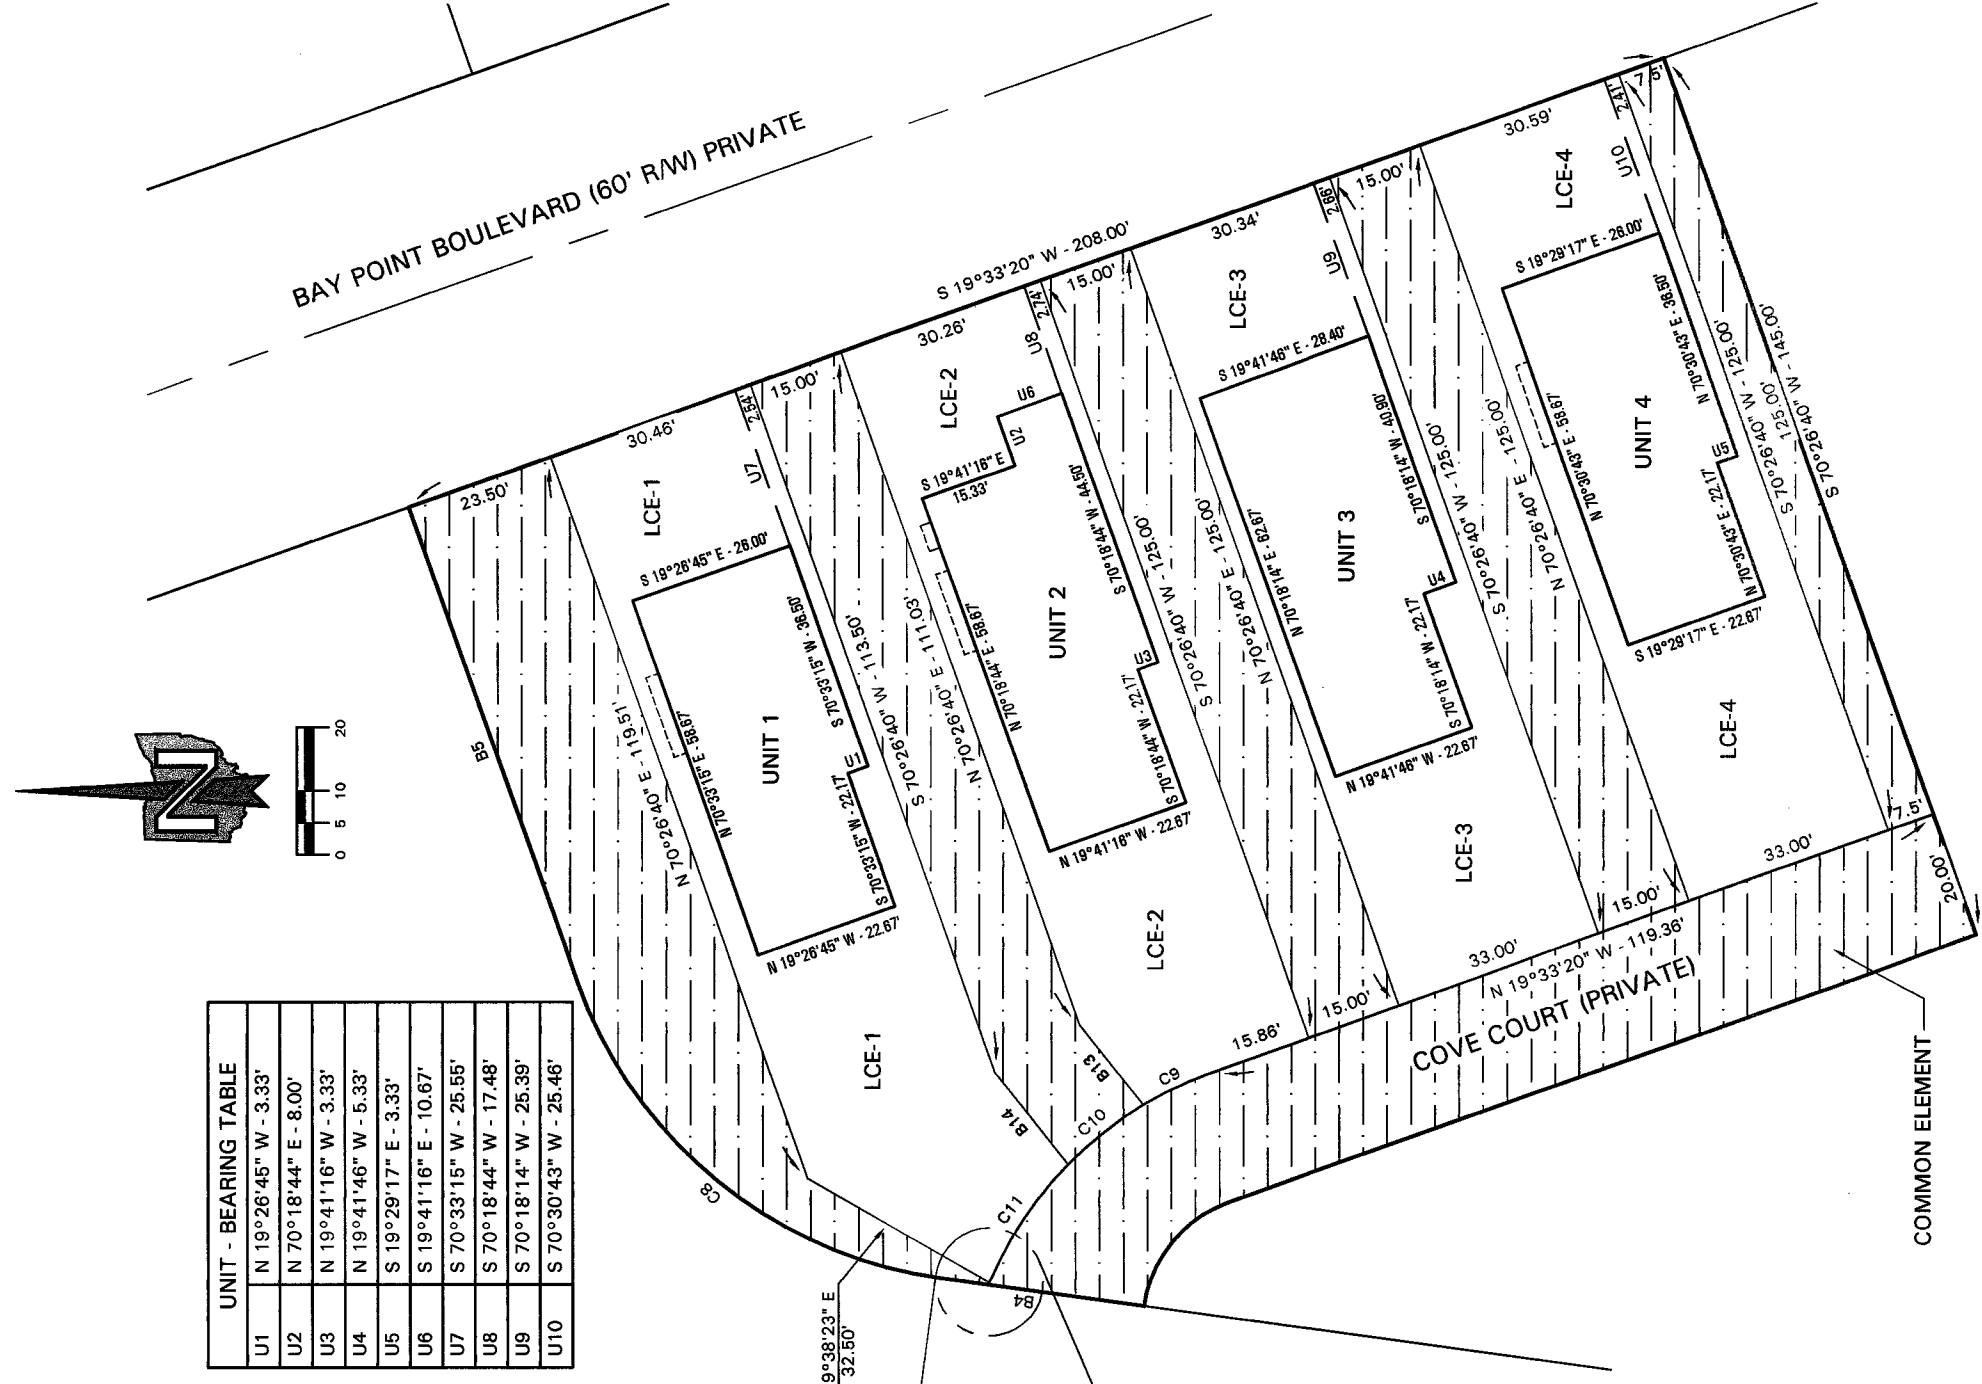 BAY POINT BOULEVARD (60' R/W) PRIVATE
S 19°33'20" W - 208.00'
23.50'
30.46'
2.54'
15.00'
30.26'
2.74'
15.00'
30.34'
2.66'
15.00'
30.59'
2.41'
7.5'
U7
U8
U9
U10
LCE-1
LCE-2
LCE-3
LCE-4
B5
N 70°26'40" E - 119.51'
S 19°26'45" E - 26.00'
N 70°33'15" E - 58.67'
UNIT 1
S 70°33'15" W - 36.50'
U1
S 70°33'15" W - 22.17'
N 19°26'45" W - 22.67'
S 70°26'40" W - 113.50'
N 70°26'40" E - 111.03'
S 19°41'16" E
15.33'
U2
U6
N 70°18'44" E - 58.67'
UNIT 2
S 70°18'44" W - 44.50'
U3
S 70°18'44" W - 22.17'
N 19°41'16" W - 22.67'
S 70°26'40" W - 125.00'
N 70°26'40" E - 125.00'
S 19°41'46" E - 28.40'
N 70°18'14" E - 62.67'
UNIT 3
S 70°18'14" W - 40.90'
U4
S 70°18'14" W - 22.17'
N 19°41'46" W - 22.67'
S 70°26'40" W - 125.00'
N 70°26'40" E - 125.00'
S 19°29'17" E - 26.00'
N 70°30'43" E - 58.67'
UNIT 4
N 70°30'43" E - 36.50'
U5
N 70°30'43" E - 22.17'
S 19°29'17" E - 22.67'
S 70°26'40" W - 125.00'
125.00'
S 70°26'40" W - 145.00'
LCE-1
LCE-2
LCE-3
LCE-4
C8
B14
B13
C9
C10
C11
B4
15.86'
15.00'
33.00'
15.00'
33.00'
7.5'
20.00'
N 19°33'20" W - 119.36'
COVE COURT (PRIVATE)
COMMON ELEMENT
9°38'23" E
32.50'
N
0 5 10 20
UNIT - BEARING TABLE
U1 N 19°26'45" W - 3.33'
U2 N 70°18'44" E - 8.00'
U3 N 19°41'16" W - 3.33'
U4 N 19°41'46" W - 5.33'
U5 S 19°29'17" E - 3.33'
U6 S 19°41'16" E - 10.67'
U7 S 70°33'15" W - 25.55'
U8 S 70°18'44" W - 17.48'
U9 S 70°18'14" W - 25.39'
U10 S 70°30'43" W - 25.46'